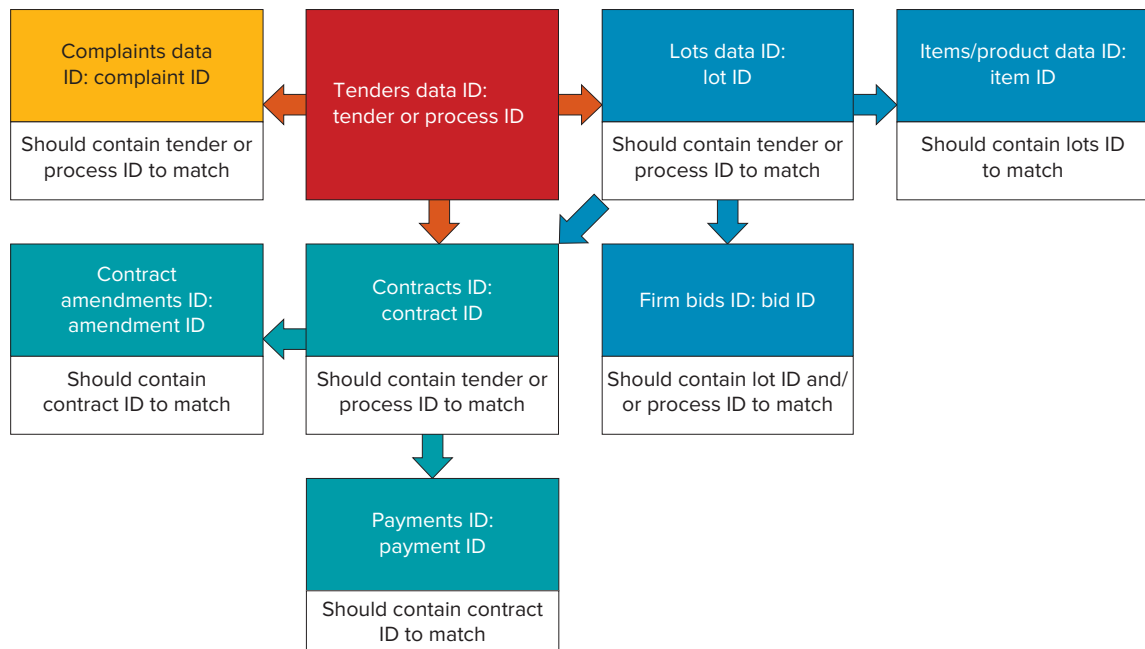 Complaints data
ID: complaint ID
Should contain tender or
process ID to match
Tenders data ID:
tender or process ID
Lots data ID:
lot ID
Should contain tender or
process ID to match
Items/product data ID:
item ID
Should contain lots ID
to match
Contract
amendments ID:
amendment ID
Should contain
contract ID to match
Contracts ID:
contract ID
Should contain tender or
process ID to match
Firm bids ID: bid ID
Should contain lot ID and/
or process ID to match
Payments ID:
payment ID
Should contain contract
ID to match